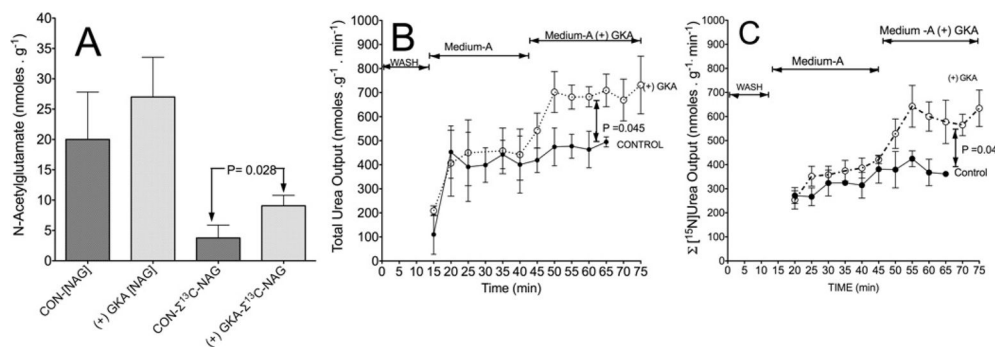 A
N-Acetylglutamate (nmoles . g⁻¹)
40
35
30
25
20
15
10
5
0
P= 0.028
CON-[NAG]
(+) GKA [NAG]
CON-Σ¹³C-NAG
(+) GKA-Σ¹³C-NAG
B
Total Urea Output (nmoles .g⁻¹ min⁻¹)
1000
900
800
700
600
500
400
300
200
100
0
WASH
Medium-A
Medium-A (+) GKA
(+) GKA
P =0.045
CONTROL
0 5 10 15 20 25 30 35 40 45 50 55 60 65 70 75
Time (min)
C
Σ [¹⁵N]Urea Output (nmoles . g⁻¹· min⁻¹)
1000
900
800
700
600
500
400
300
200
100
0
WASH
Medium-A
Medium -A (+) GKA
(+) GKA
p =0.04
Control
0 5 10 15 20 25 30 35 40 45 50 55 60 65 70 75
TIME (min)